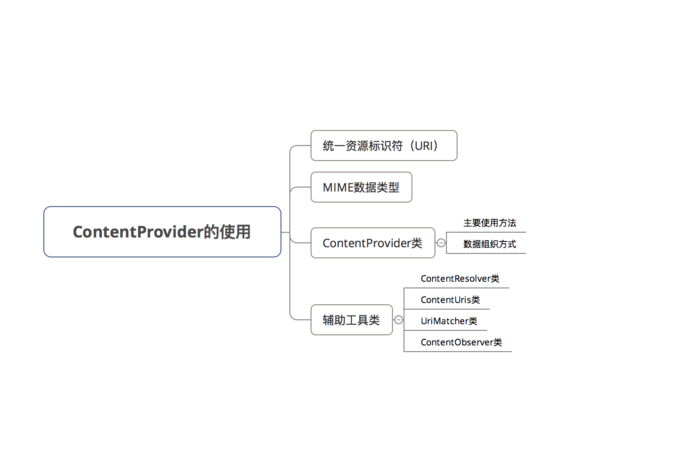 ContentProvider的使用
统一资源标识符（URI）
MIME数据类型
ContentProvider类
主要使用方法
数据组织方式
辅助工具类
ContentResolver类
ContentUris类
UriMatcher类
ContentObserver类